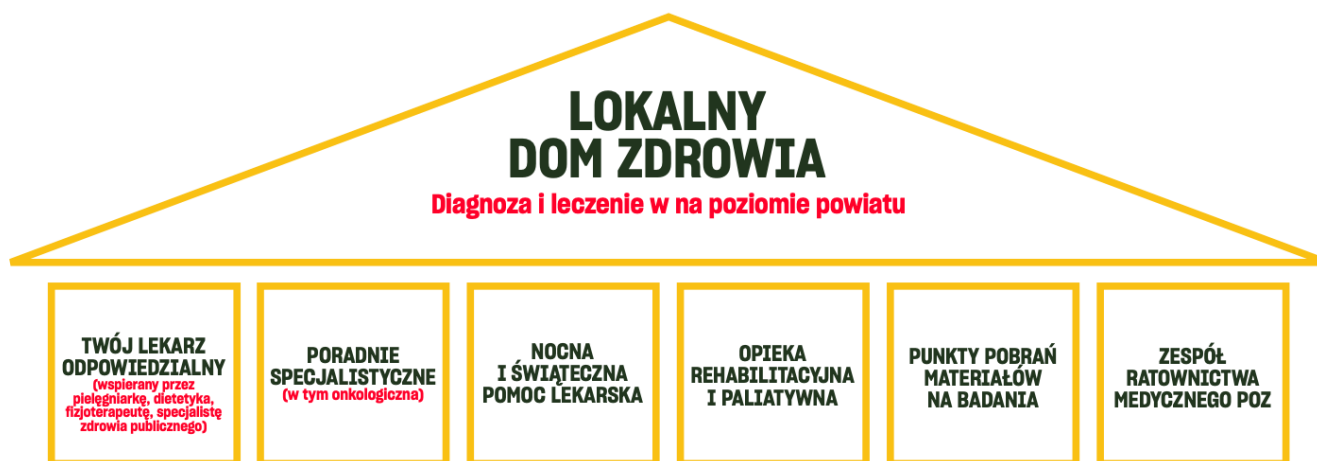 LOKALNY
DOM ZDROWIA
Diagnoza i leczenie w na poziomie powiatu
TWÓJ LEKARZ
ODPOWIEDZIALNY
(wspierany przez
pielęgniarkę, dietetyka,
fizjoterapeutę, specjalistę
zdrowia publicznego)
PORADNIE
SPECJALISTYCZNE
(w tym onkologiczna)
NOCNA
I ŚWIĄTECZNA
POMOC LEKARSKA
OPIEKA
REHABILITACYJNA
I PALIATYWNA
PUNKTY POBRAŃ
MATERIAŁÓW
NA BADANIA
ZESPÓŁ
RATOWNICTWA
MEDYCZNEGO POZ